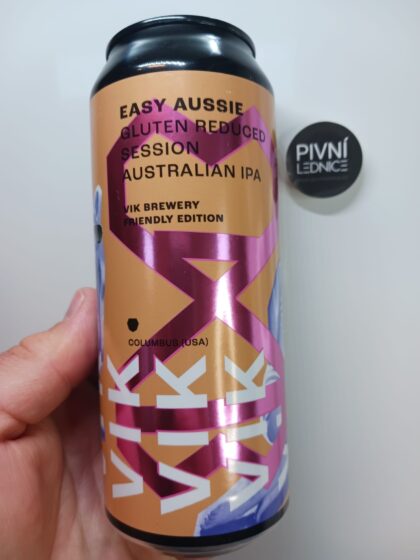 EASY AUSSIE
GLUTEN REDUCED
SESSION
AUSTRALIAN IPA
VIK BREWERY
FRIENDLY EDITION
COLUMBUS (USA)
VIK
VIK
VIK
PIVNÍ
LEDNICE